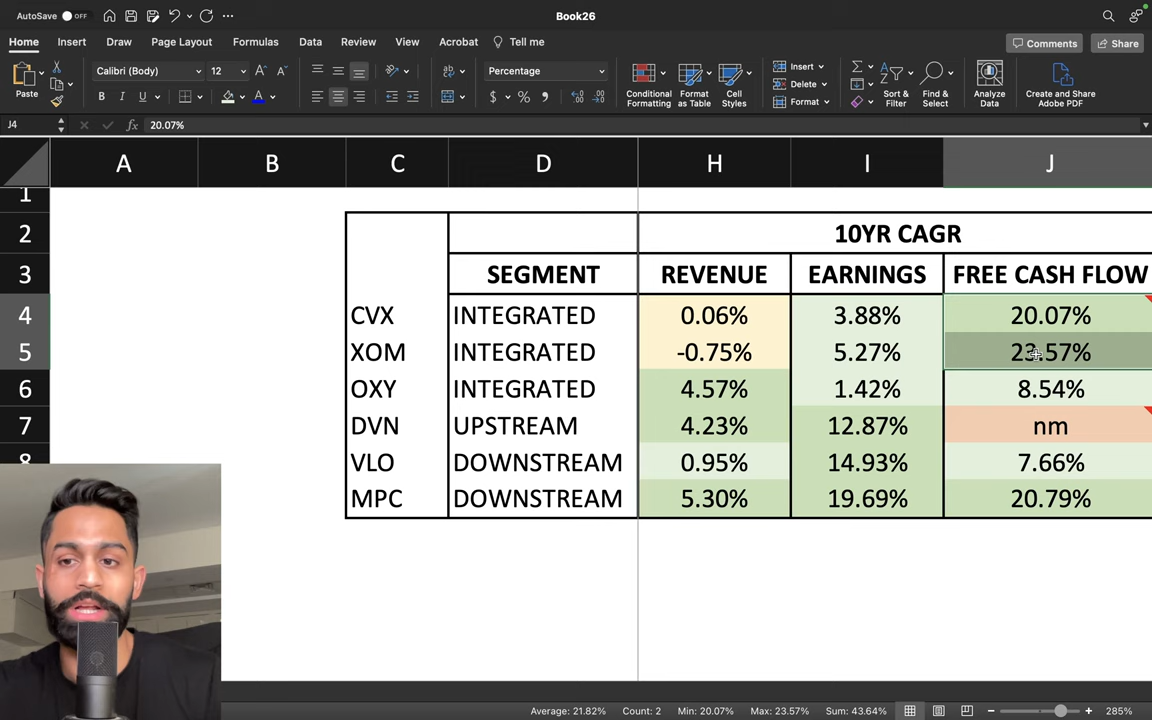 AutoSave OFF Book26
Home Insert Draw Page Layout Formulas Data Review View Acrobat Tell me Comments Share
Paste Calibri (Body) 12 A A ab Percentage Conditional Formatting Format as Table Cell Styles Insert Delete Format Sort & Filter Find & Select Analyze Data Create and Share Adobe PDF
B I U A $ % 9
J4 fx 20.07%
A B C D H I J
1
2 10YR CAGR
3 SEGMENT REVENUE EARNINGS FREE CASH FLOW
4 CVX INTEGRATED 0.06% 3.88% 20.07%
5 XOM INTEGRATED -0.75% 5.27% 23.57%
6 OXY INTEGRATED 4.57% 1.42% 8.54%
7 DVN UPSTREAM 4.23% 12.87% nm
8 VLO DOWNSTREAM 0.95% 14.93% 7.66%
MPC DOWNSTREAM 5.30% 19.69% 20.79%
Average: 21.82% Count: 2 Min: 20.07% Max: 23.57% Sum: 43.64% 285%